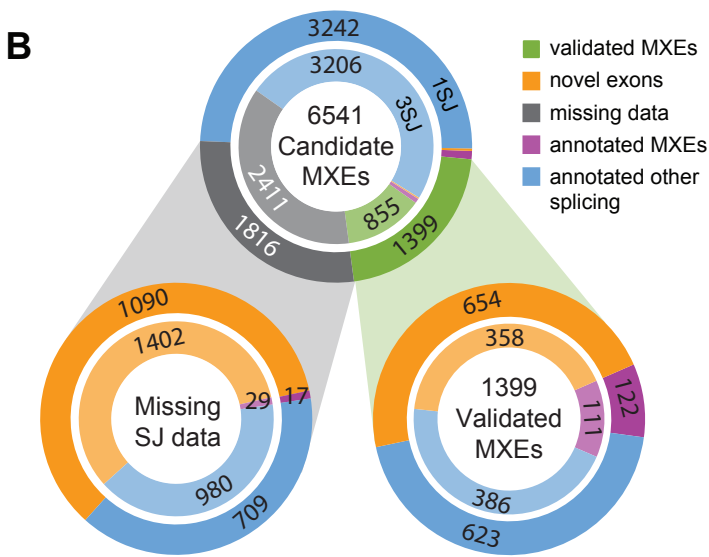 B
3242
3206
1SJ
3SJ
6541
Candidate
MXEs
2411
855
1816
1399
validated MXEs
novel exons
missing data
annotated MXEs
annotated other
splicing
1090
1402
29
17
Missing
SJ data
980
709
654
358
122
111
1399
Validated
MXEs
386
623